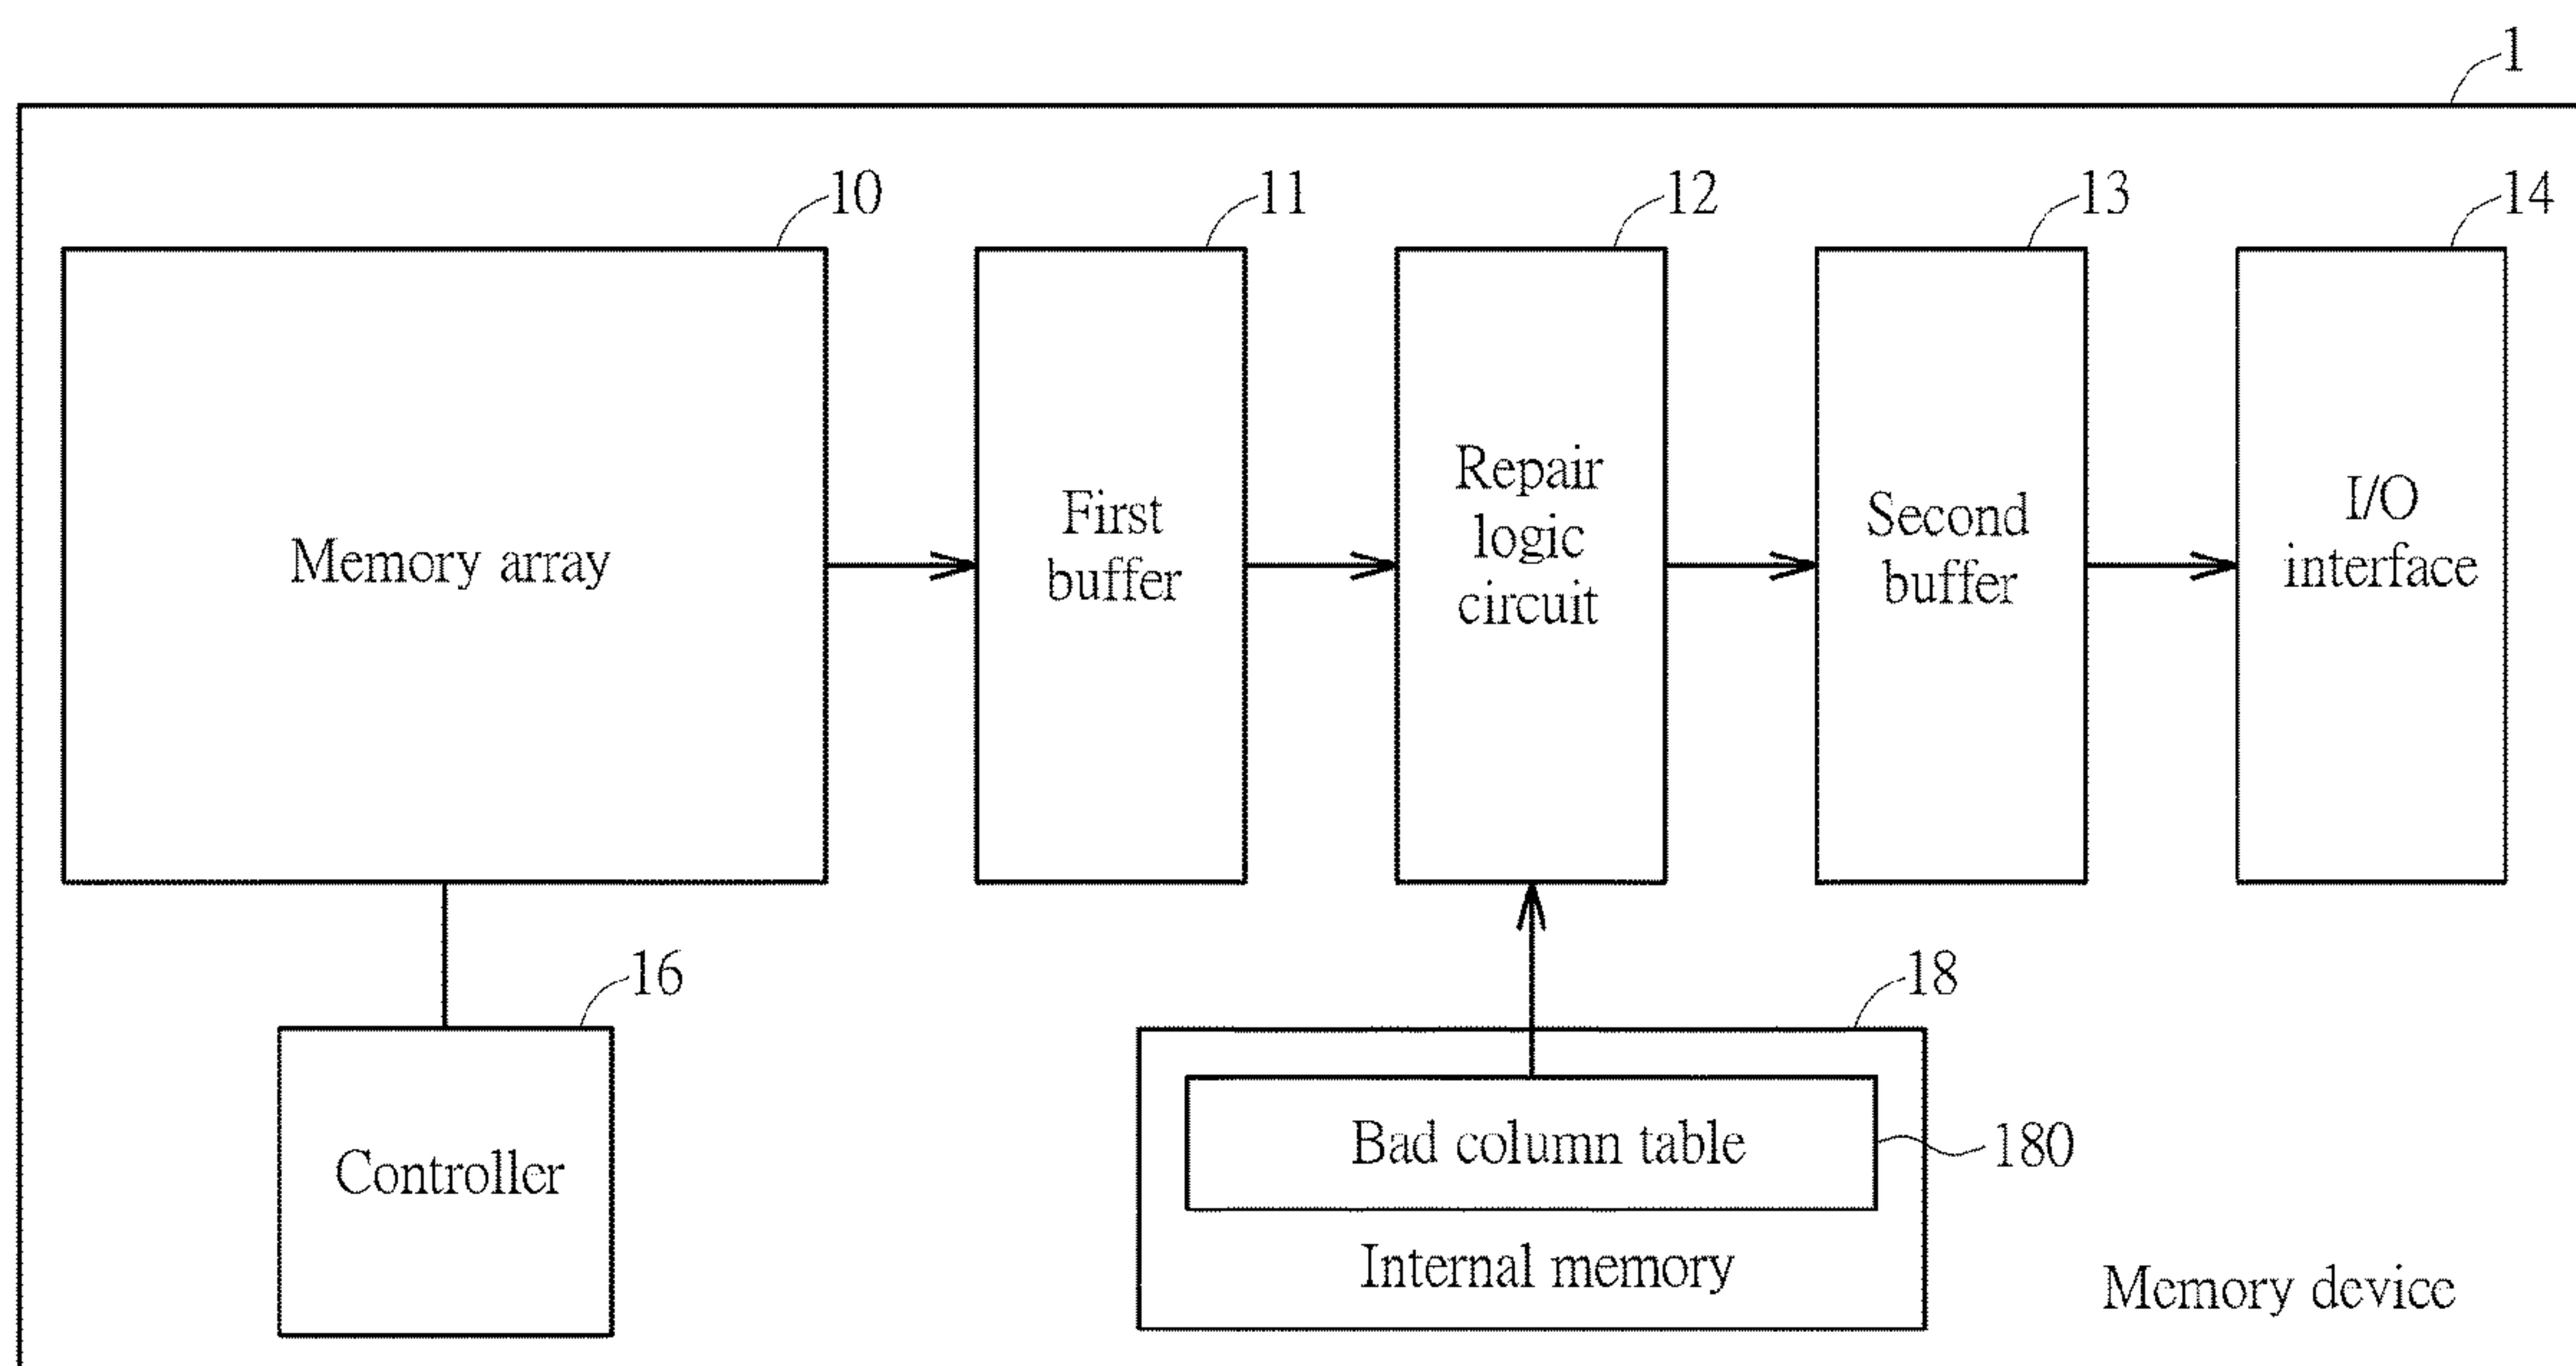 1
10
11
12
13
14
Memory array
First
buffer
Repair
logic
circuit
Second
buffer
I/O
interface
16
18
Controller
Bad column table
180
Internal memory
Memory device